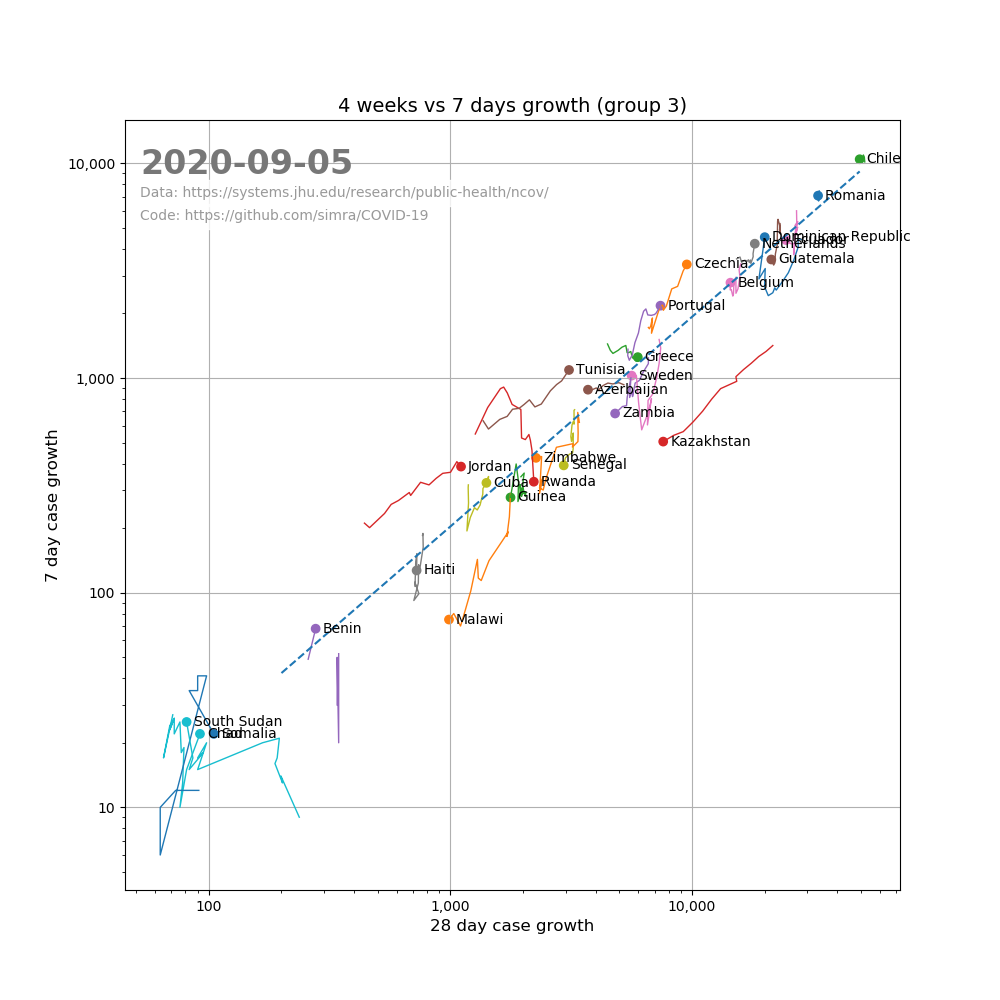 4 weeks vs 7 days growth (group 3)
2020-09-05
Data: https://systems.jhu.edu/research/public-health/ncov/
Code: https://github.com/simra/COVID-19
10,000
1,000
100
10
7 day case growth
Chile
Romania
Dominican Republic
Ecuador
Netherlands
Guatemala
Czechia
Belgium
Portugal
Greece
Tunisia
Sweden
Azerbaijan
Zambia
Kazakhstan
Zimbabwe
Senegal
Jordan
Cuba
Rwanda
Guinea
Haiti
Malawi
Benin
South Sudan
Chad
Somalia
100
1,000
10,000
28 day case growth